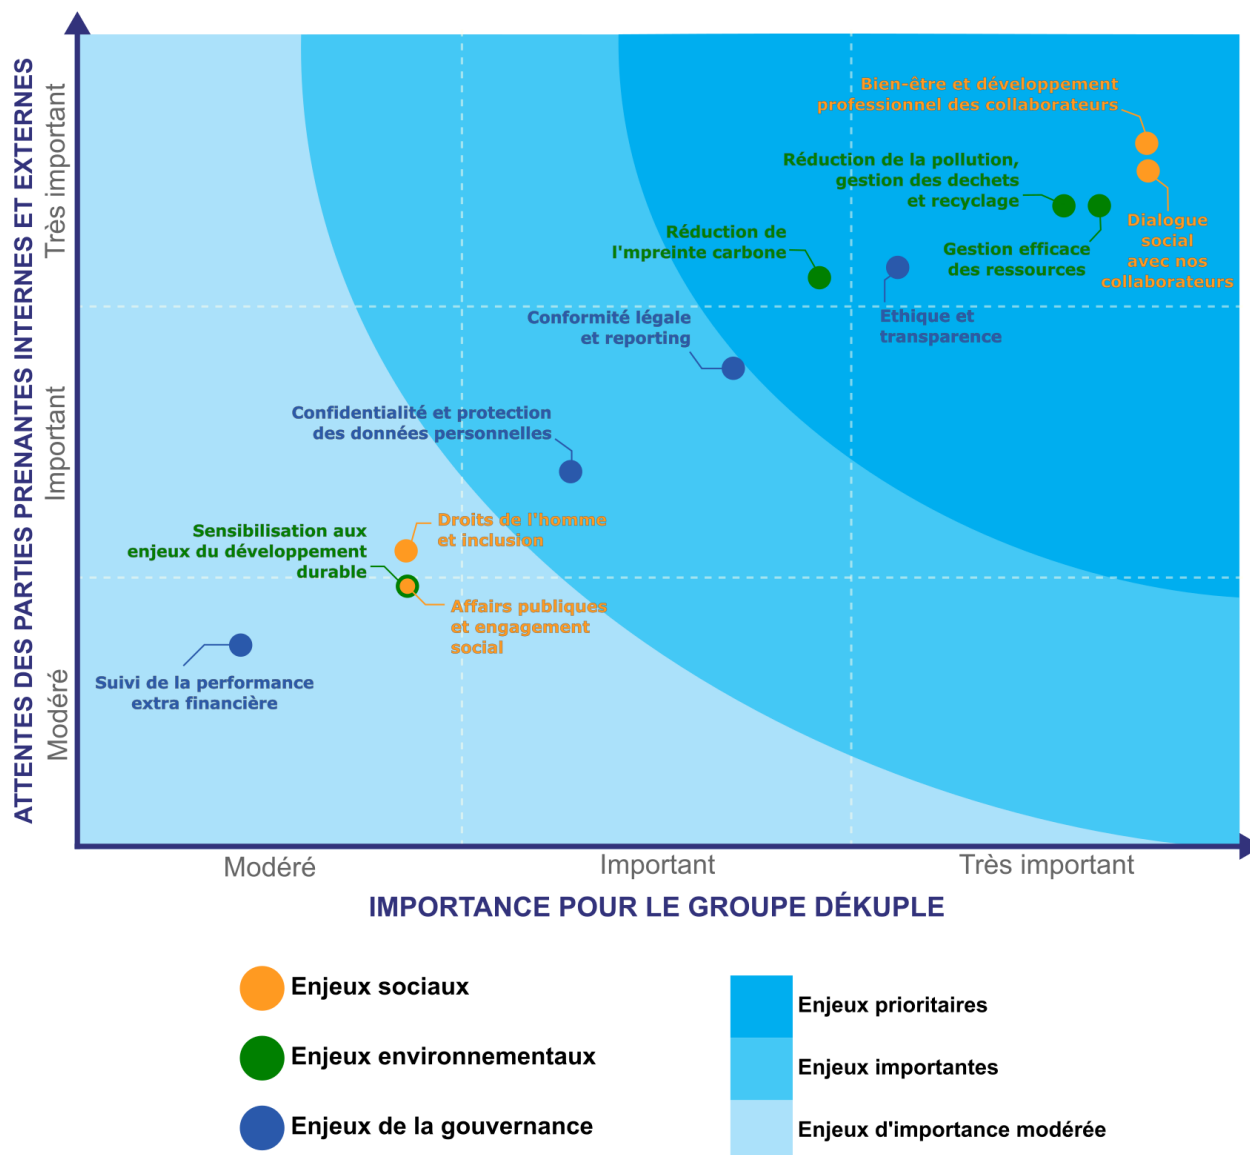 ATTENTES DES PARTIES PRENANTES INTERNES ET EXTERNES
Très important
Important
Modéré
Bien-être et développement
professionnel des collaborateurs
Réduction de la pollution,
gestion des dechets
et recyclage
Dialogue
social
avec nos
collaborateurs
Gestion efficace
des ressources
Réduction de
l'mpreinte carbone
Ethique et
transparence
Conformité légale
et reporting
Confidentialité et protection
des données personnelles
Droits de l'homme
et inclusion
Sensibilisation aux
enjeux du développement
durable
Affairs publiques
et engagement
social
Suivi de la performance
extra financière
Modéré
Important
Très important
IMPORTANCE POUR LE GROUPE DÉKUPLE
Enjeux sociaux
Enjeux environnementaux
Enjeux de la gouvernance
Enjeux prioritaires
Enjeux importantes
Enjeux d'importance modérée